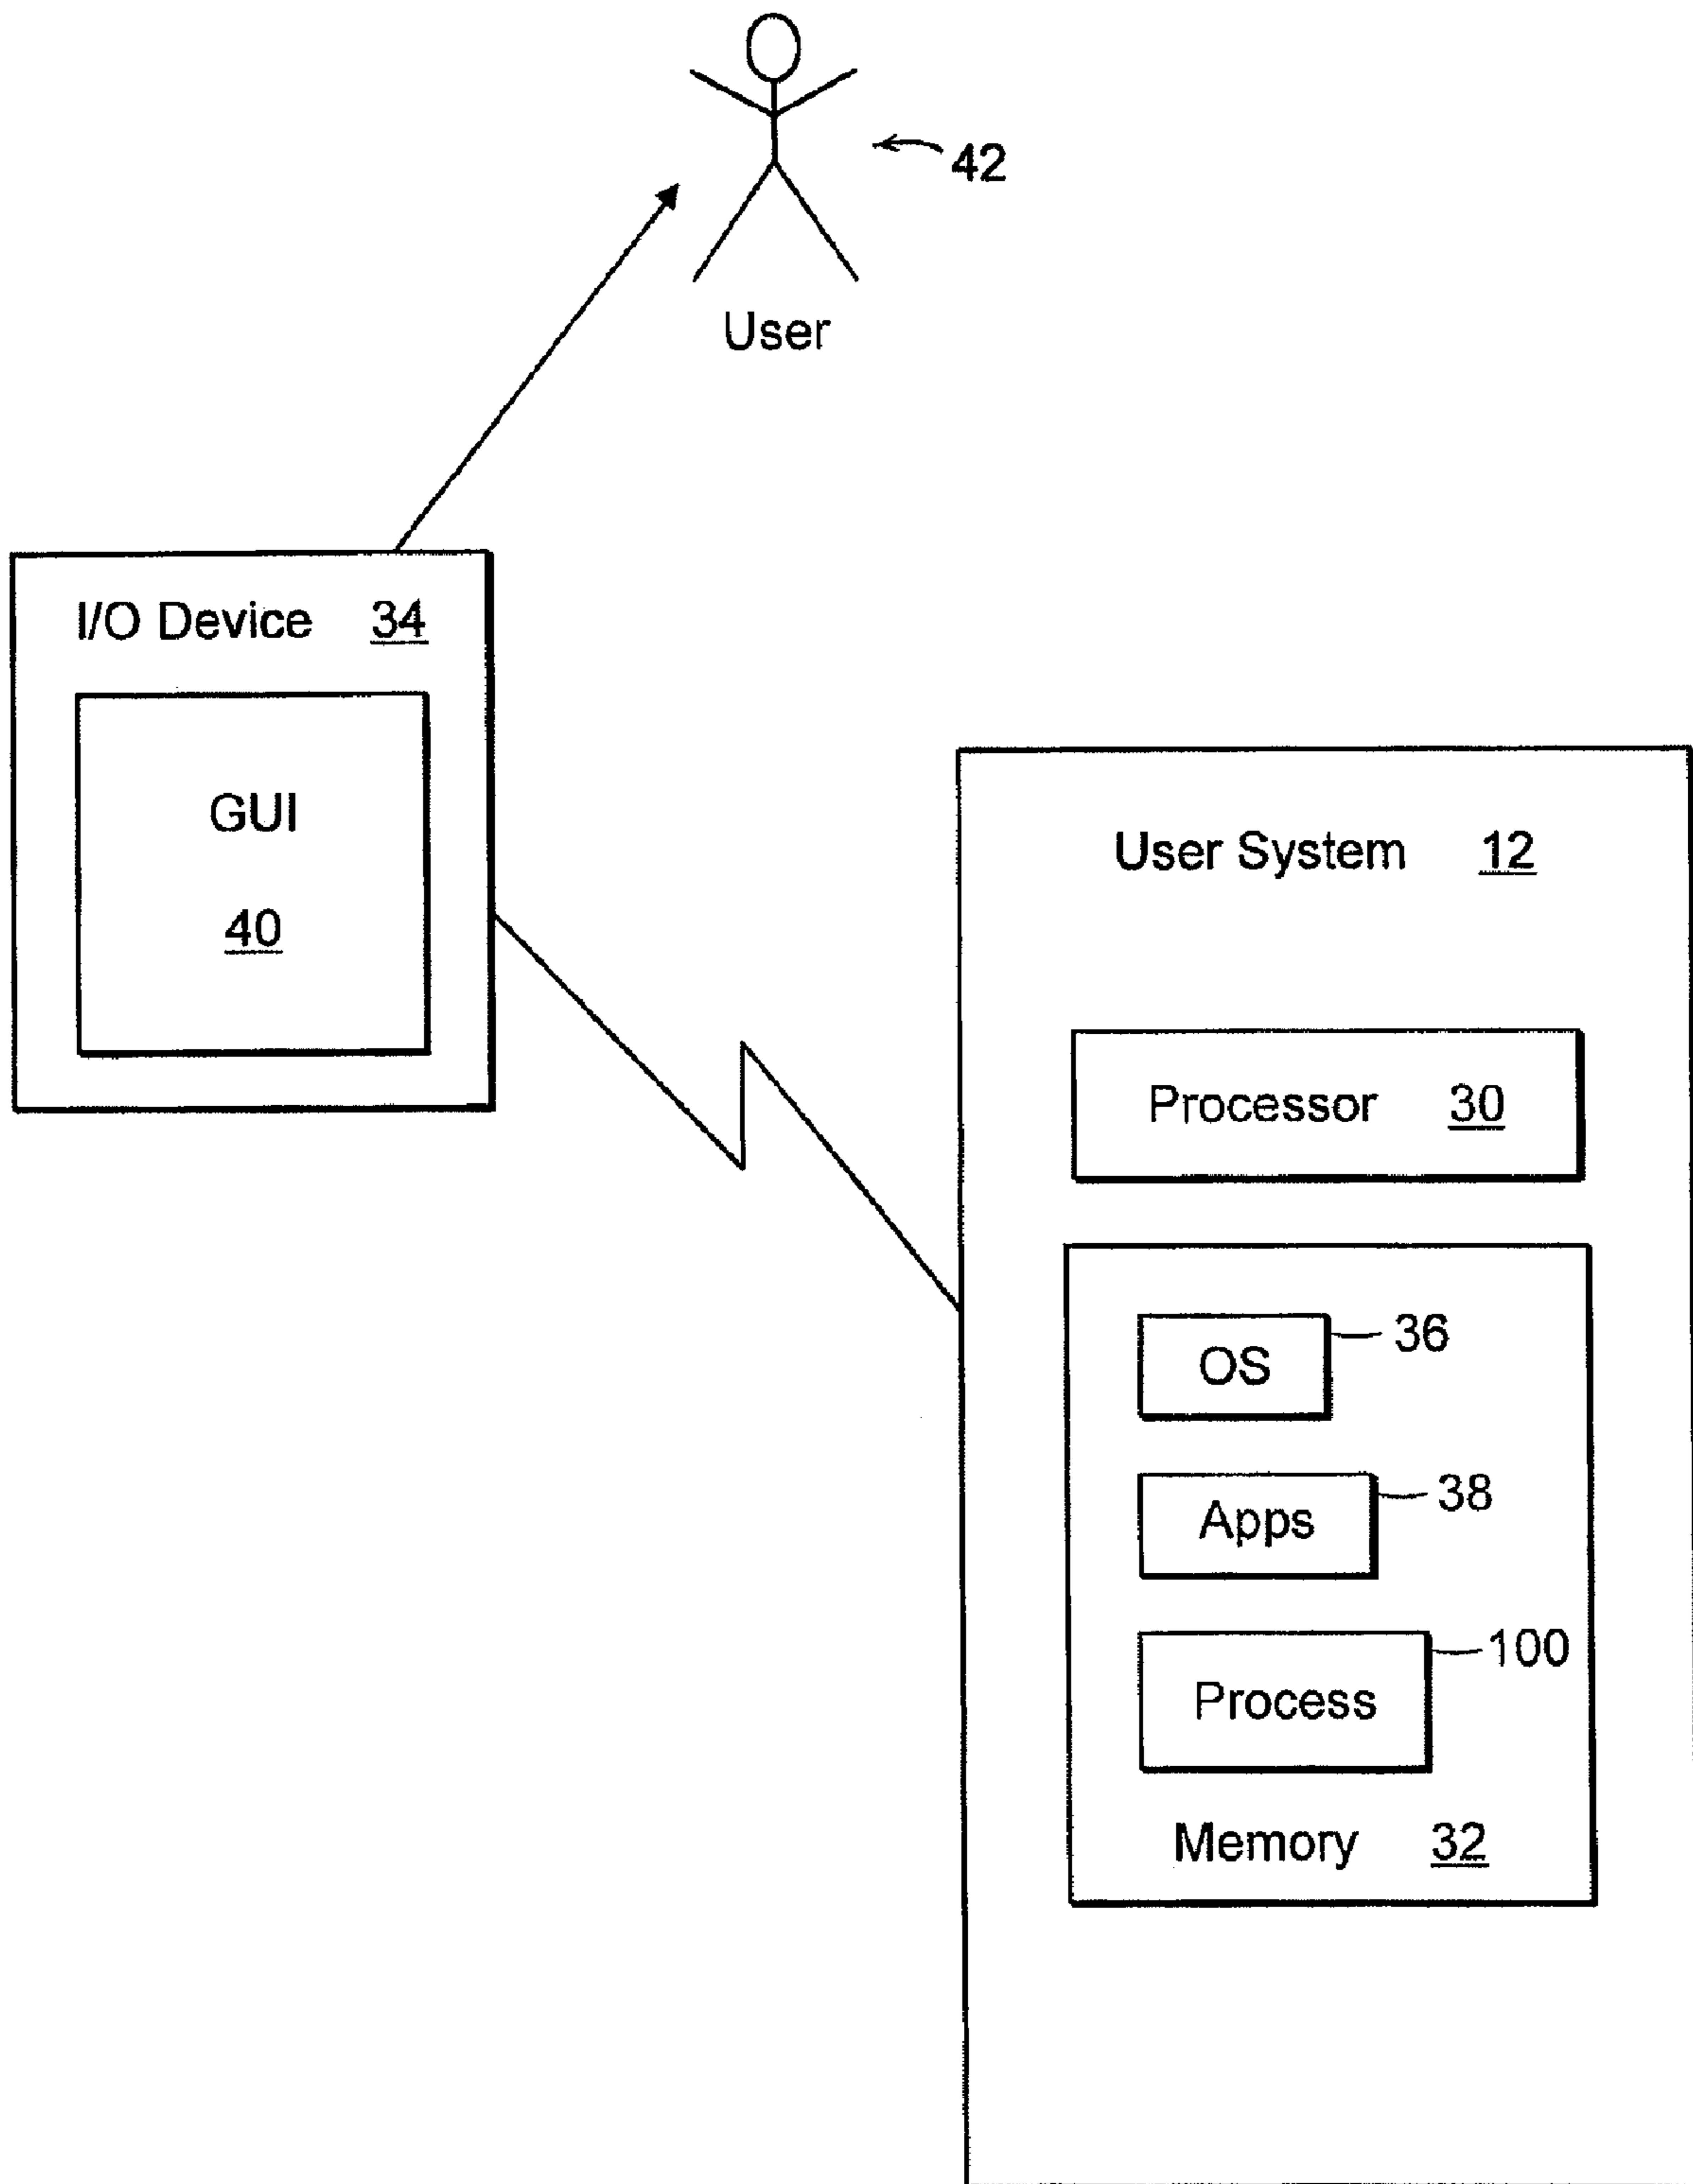 42
User
I/O Device 34
GUI
40
User System 12
Processor 30
OS
36
Apps
38
Process
100
Memory 32